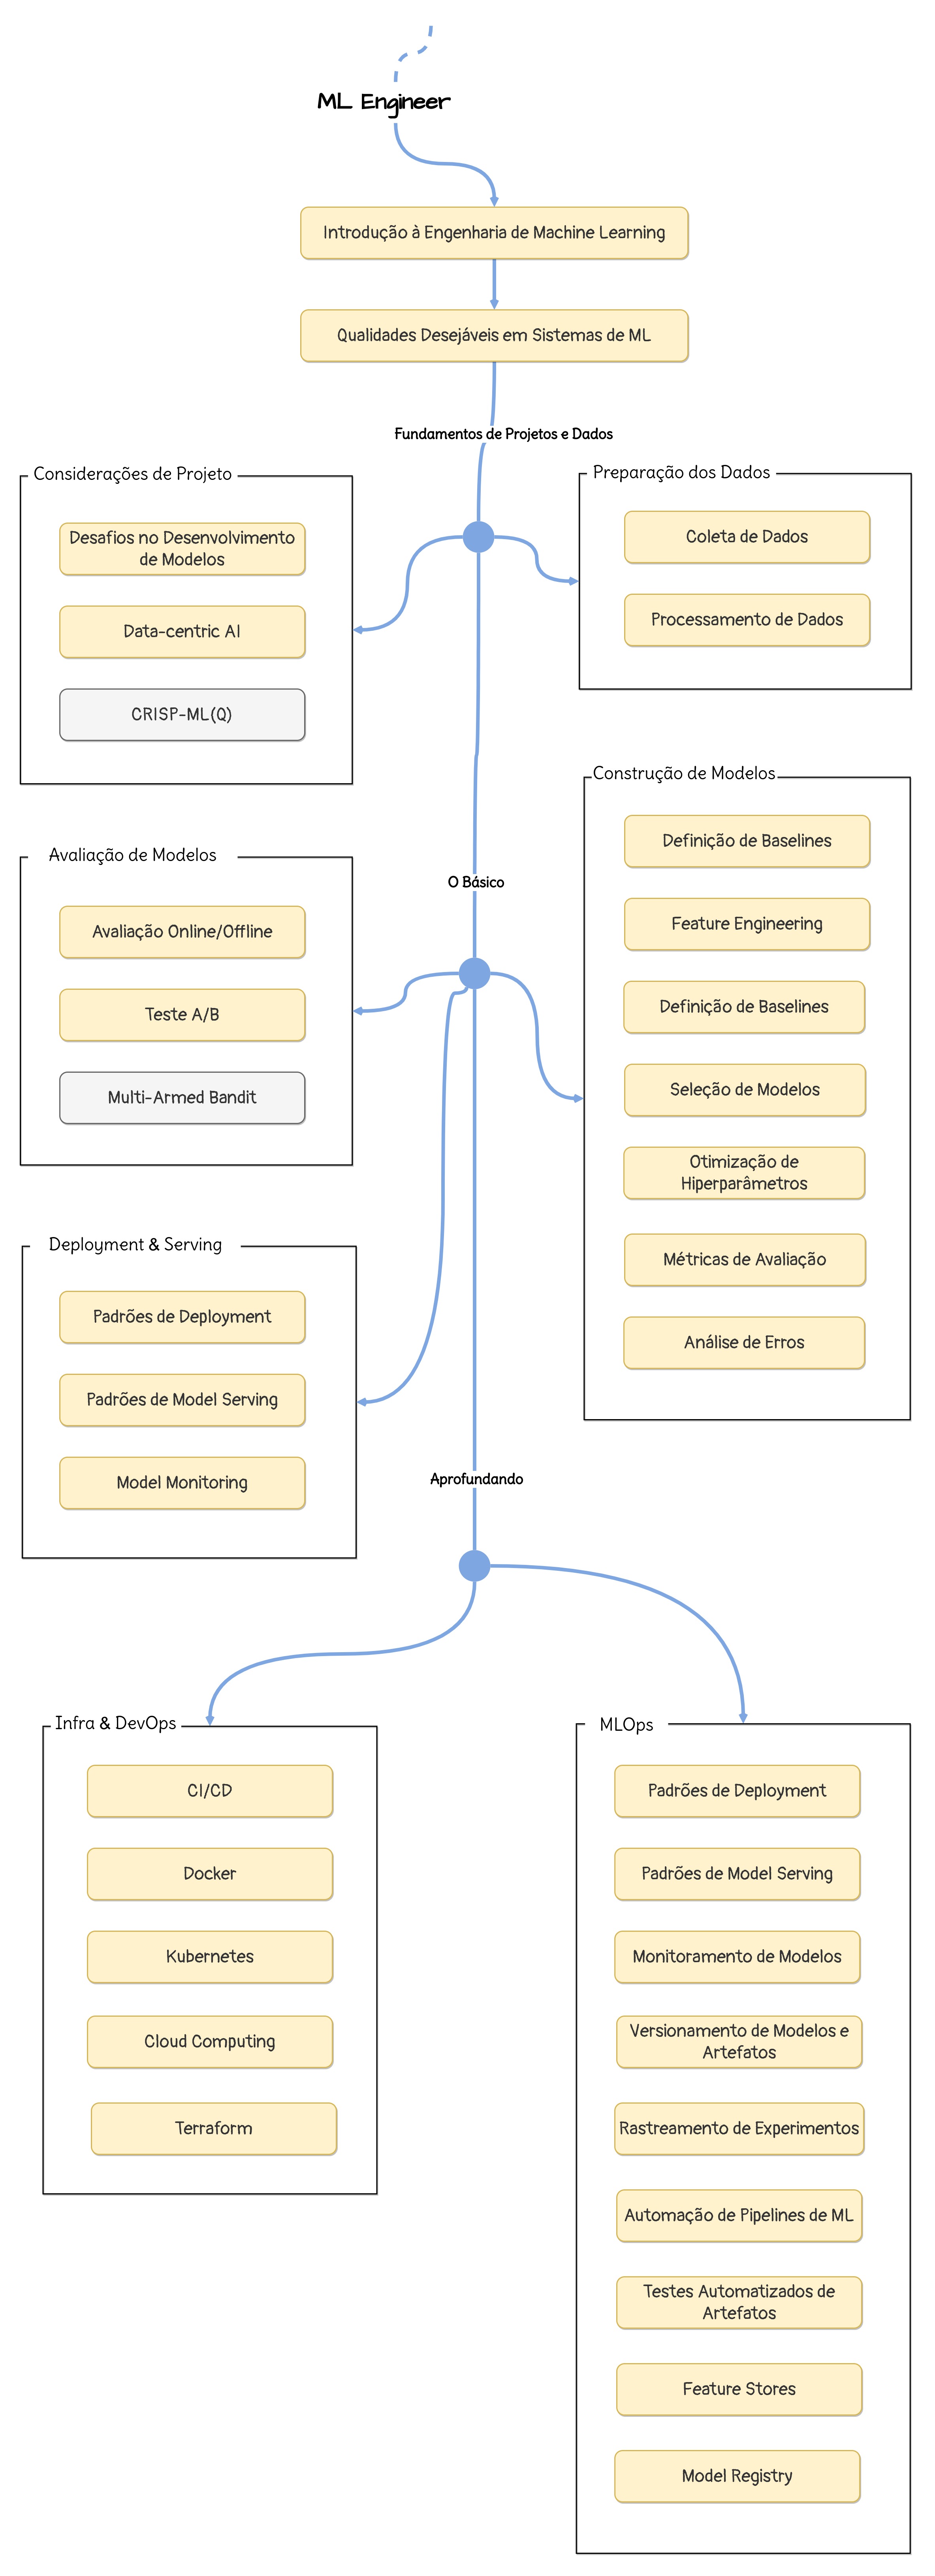 ML Engineer
Introdução à Engenharia de Machine Learning
Qualidades Desejáveis em Sistemas de ML
Fundamentos de Projetos e Dados
Considerações de Projeto
Desafios no Desenvolvimento
de Modelos
Data-centric AI
CRISP-ML(Q)
Preparação dos Dados
Coleta de Dados
Processamento de Dados
O Básico
Avaliação de Modelos
Avaliação Online/Offline
Teste A/B
Multi-Armed Bandit
Construção de Modelos
Definição de Baselines
Feature Engineering
Definição de Baselines
Seleção de Modelos
Otimização de
Hiperparâmetros
Métricas de Avaliação
Análise de Erros
Deployment & Serving
Padrões de Deployment
Padrões de Model Serving
Model Monitoring
Aprofundando
Infra & DevOps
CI/CD
Docker
Kubernetes
Cloud Computing
Terraform
MLOps
Padrões de Deployment
Padrões de Model Serving
Monitoramento de Modelos
Versionamento de Modelos e
Artefatos
Rastreamento de Experimentos
Automação de Pipelines de ML
Testes Automatizados de
Artefatos
Feature Stores
Model Registry